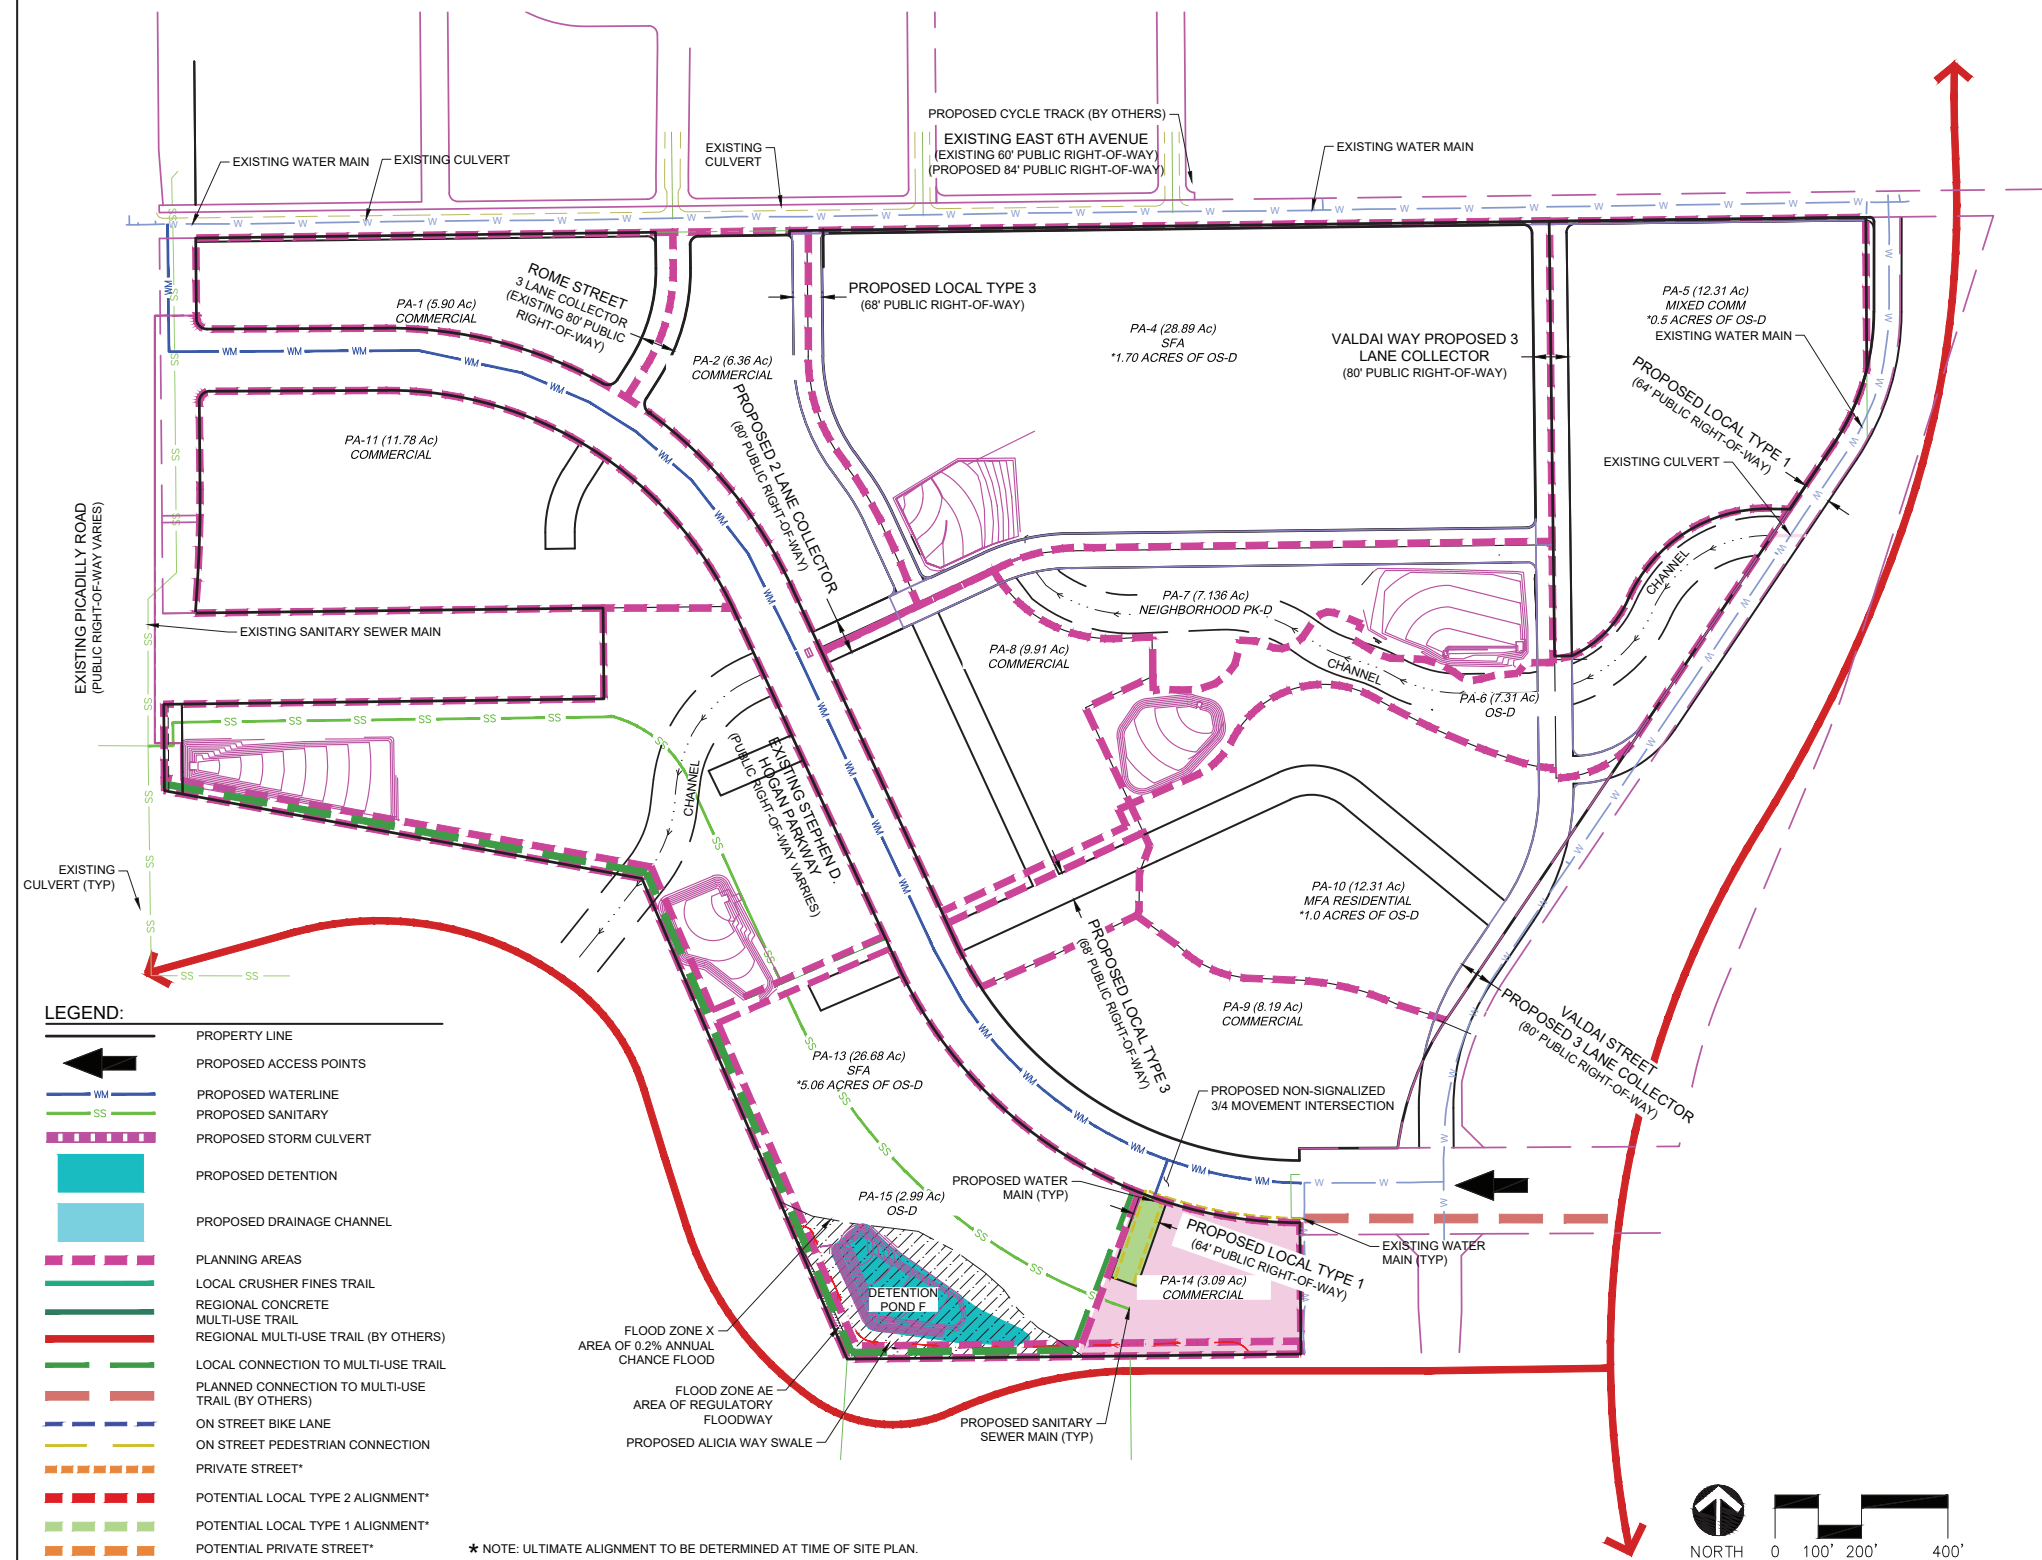 PROPOSED CYCLE TRACK (BY OTHERS)
EXISTING EAST 6TH AVENUE
(EXISTING 60' PUBLIC RIGHT-OF-WAY)
(PROPOSED 84' PUBLIC RIGHT-OF-WAY)
EXISTING WATER MAIN
EXISTING CULVERT
EXISTING
CULVERT
EXISTING WATER MAIN
ROME STREET
3 LANE COLLECTOR
(EXISTING 80' PUBLIC
RIGHT-OF-WAY)
PA-1 (5.90 Ac)
COMMERCIAL
PROPOSED LOCAL TYPE 3
(68' PUBLIC RIGHT-OF-WAY)
PA-2 (6.36 Ac)
COMMERCIAL
PA-4 (28.89 Ac)
SFA
*1.70 ACRES OF OS-D
VALDAI WAY PROPOSED 3
LANE COLLECTOR
(80' PUBLIC RIGHT-OF-WAY)
PA-5 (12.31 Ac)
MIXED COMM
*0.5 ACRES OF OS-D
EXISTING WATER MAIN
PROPOSED LOCAL TYPE 1
(64' PUBLIC RIGHT-OF-WAY)
EXISTING CULVERT
PROPOSED 2 LANE COLLECTOR
(80' PUBLIC RIGHT-OF-WAY)
PA-11 (11.78 Ac)
COMMERCIAL
EXISTING PICADILLY ROAD
(PUBLIC RIGHT-OF-WAY VARIES)
EXISTING SANITARY SEWER MAIN
CHANNEL
PA-7 (7.136 Ac)
NEIGHBORHOOD PK-D
PA-8 (9.91 Ac)
COMMERCIAL
CHANNEL
PA-6 (7.31 Ac)
OS-D
CHANNEL
EXISTING STEPHEN D.
HOGAN PARKWAY
(PUBLIC RIGHT-OF-WAY VARRIES)
EXISTING
CULVERT (TYP)
PA-10 (12.31 Ac)
MFA RESIDENTIAL
*1.0 ACRES OF OS-D
PROPOSED LOCAL TYPE 3
(68' PUBLIC RIGHT-OF-WAY)
PA-9 (8.19 Ac)
COMMERCIAL
VALDAI STREET
PROPOSED 3 LANE COLLECTOR
(80' PUBLIC RIGHT-OF-WAY)
PA-13 (26.68 Ac)
SFA
*5.06 ACRES OF OS-D
PROPOSED NON-SIGNALIZED
3/4 MOVEMENT INTERSECTION
PROPOSED WATER
MAIN (TYP)
PA-15 (2.99 Ac)
OS-D
PROPOSED LOCAL TYPE 1
(64' PUBLIC RIGHT-OF-WAY)
EXISTING WATER
MAIN (TYP)
PA-14 (3.09 Ac)
COMMERCIAL
DETENTION
POND F
FLOOD ZONE X
AREA OF 0.2% ANNUAL
CHANCE FLOOD
FLOOD ZONE AE
AREA OF REGULATORY
FLOODWAY
PROPOSED ALICIA WAY SWALE
PROPOSED SANITARY
SEWER MAIN (TYP)
LEGEND:
PROPERTY LINE
PROPOSED ACCESS POINTS
WM PROPOSED WATERLINE
SS PROPOSED SANITARY
PROPOSED STORM CULVERT
PROPOSED DETENTION
PROPOSED DRAINAGE CHANNEL
PLANNING AREAS
LOCAL CRUSHER FINES TRAIL
REGIONAL CONCRETE
MULTI-USE TRAIL
REGIONAL MULTI-USE TRAIL (BY OTHERS)
LOCAL CONNECTION TO MULTI-USE TRAIL
PLANNED CONNECTION TO MULTI-USE
TRAIL (BY OTHERS)
ON STREET BIKE LANE
ON STREET PEDESTRIAN CONNECTION
PRIVATE STREET*
POTENTIAL LOCAL TYPE 2 ALIGNMENT*
POTENTIAL LOCAL TYPE 1 ALIGNMENT*
POTENTIAL PRIVATE STREET*
* NOTE: ULTIMATE ALIGNMENT TO BE DETERMINED AT TIME OF SITE PLAN.
NORTH
0 100' 200' 400'